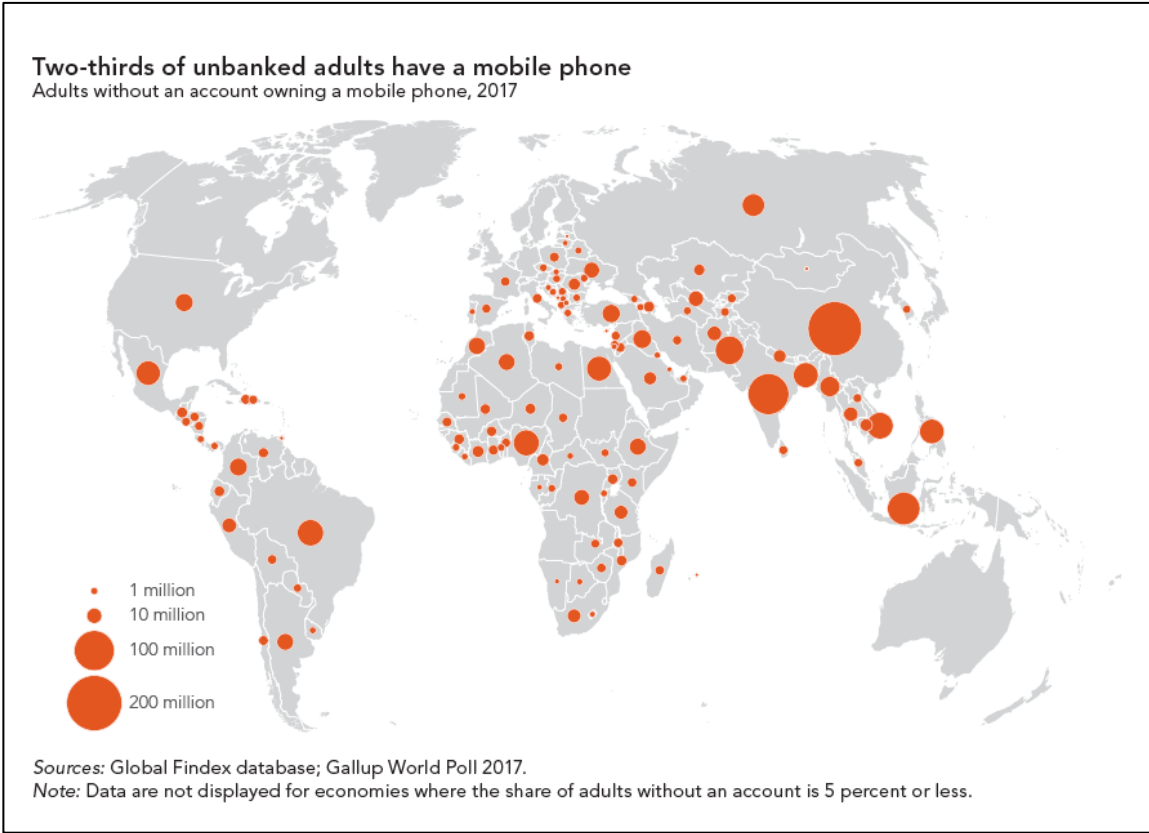 Two-thirds of unbanked adults have a mobile phone
Adults without an account owning a mobile phone, 2017
1 million
10 million
100 million
200 million
Sources: Global Findex database; Gallup World Poll 2017.
Note: Data are not displayed for economies where the share of adults without an account is 5 percent or less.